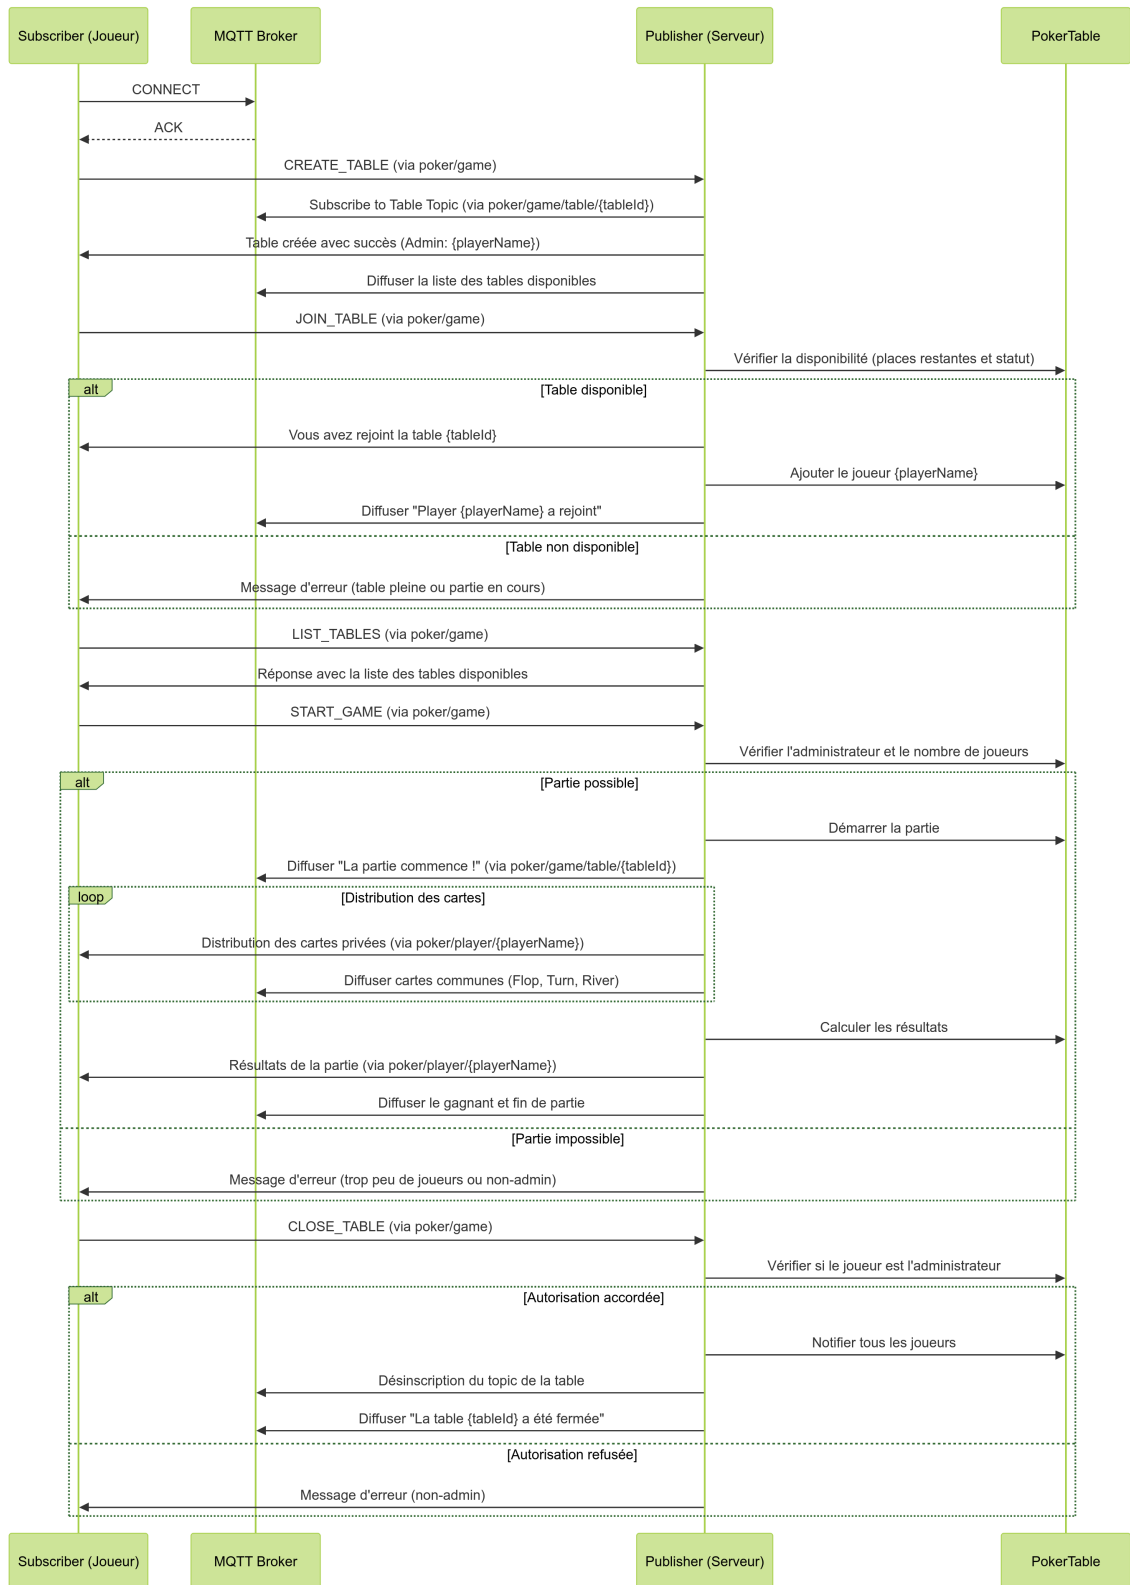 Subscriber (Joueur)
MQTT Broker
Publisher (Serveur)
PokerTable
CONNECT
ACK
CREATE_TABLE (via poker/game)
Subscribe to Table Topic (via poker/game/table/{tableId})
Table créée avec succès (Admin: {playerName})
Diffuser la liste des tables disponibles
JOIN_TABLE (via poker/game)
Vérifier la disponibilité (places restantes et statut)
alt
[Table disponible]
Vous avez rejoint la table {tableId}
Ajouter le joueur {playerName}
Diffuser "Player {playerName} a rejoint"
[Table non disponible]
Message d'erreur (table pleine ou partie en cours)
LIST_TABLES (via poker/game)
Réponse avec la liste des tables disponibles
START_GAME (via poker/game)
Vérifier l'administrateur et le nombre de joueurs
alt
[Partie possible]
Démarrer la partie
Diffuser "La partie commence !" (via poker/game/table/{tableId})
loop
[Distribution des cartes]
Distribution des cartes privées (via poker/player/{playerName})
Diffuser cartes communes (Flop, Turn, River)
Calculer les résultats
Résultats de la partie (via poker/player/{playerName})
Diffuser le gagnant et fin de partie
[Partie impossible]
Message d'erreur (trop peu de joueurs ou non-admin)
CLOSE_TABLE (via poker/game)
Vérifier si le joueur est l'administrateur
alt
[Autorisation accordée]
Notifier tous les joueurs
Désinscription du topic de la table
Diffuser "La table {tableId} a été fermée"
[Autorisation refusée]
Message d'erreur (non-admin)
Subscriber (Joueur)
MQTT Broker
Publisher (Serveur)
PokerTable